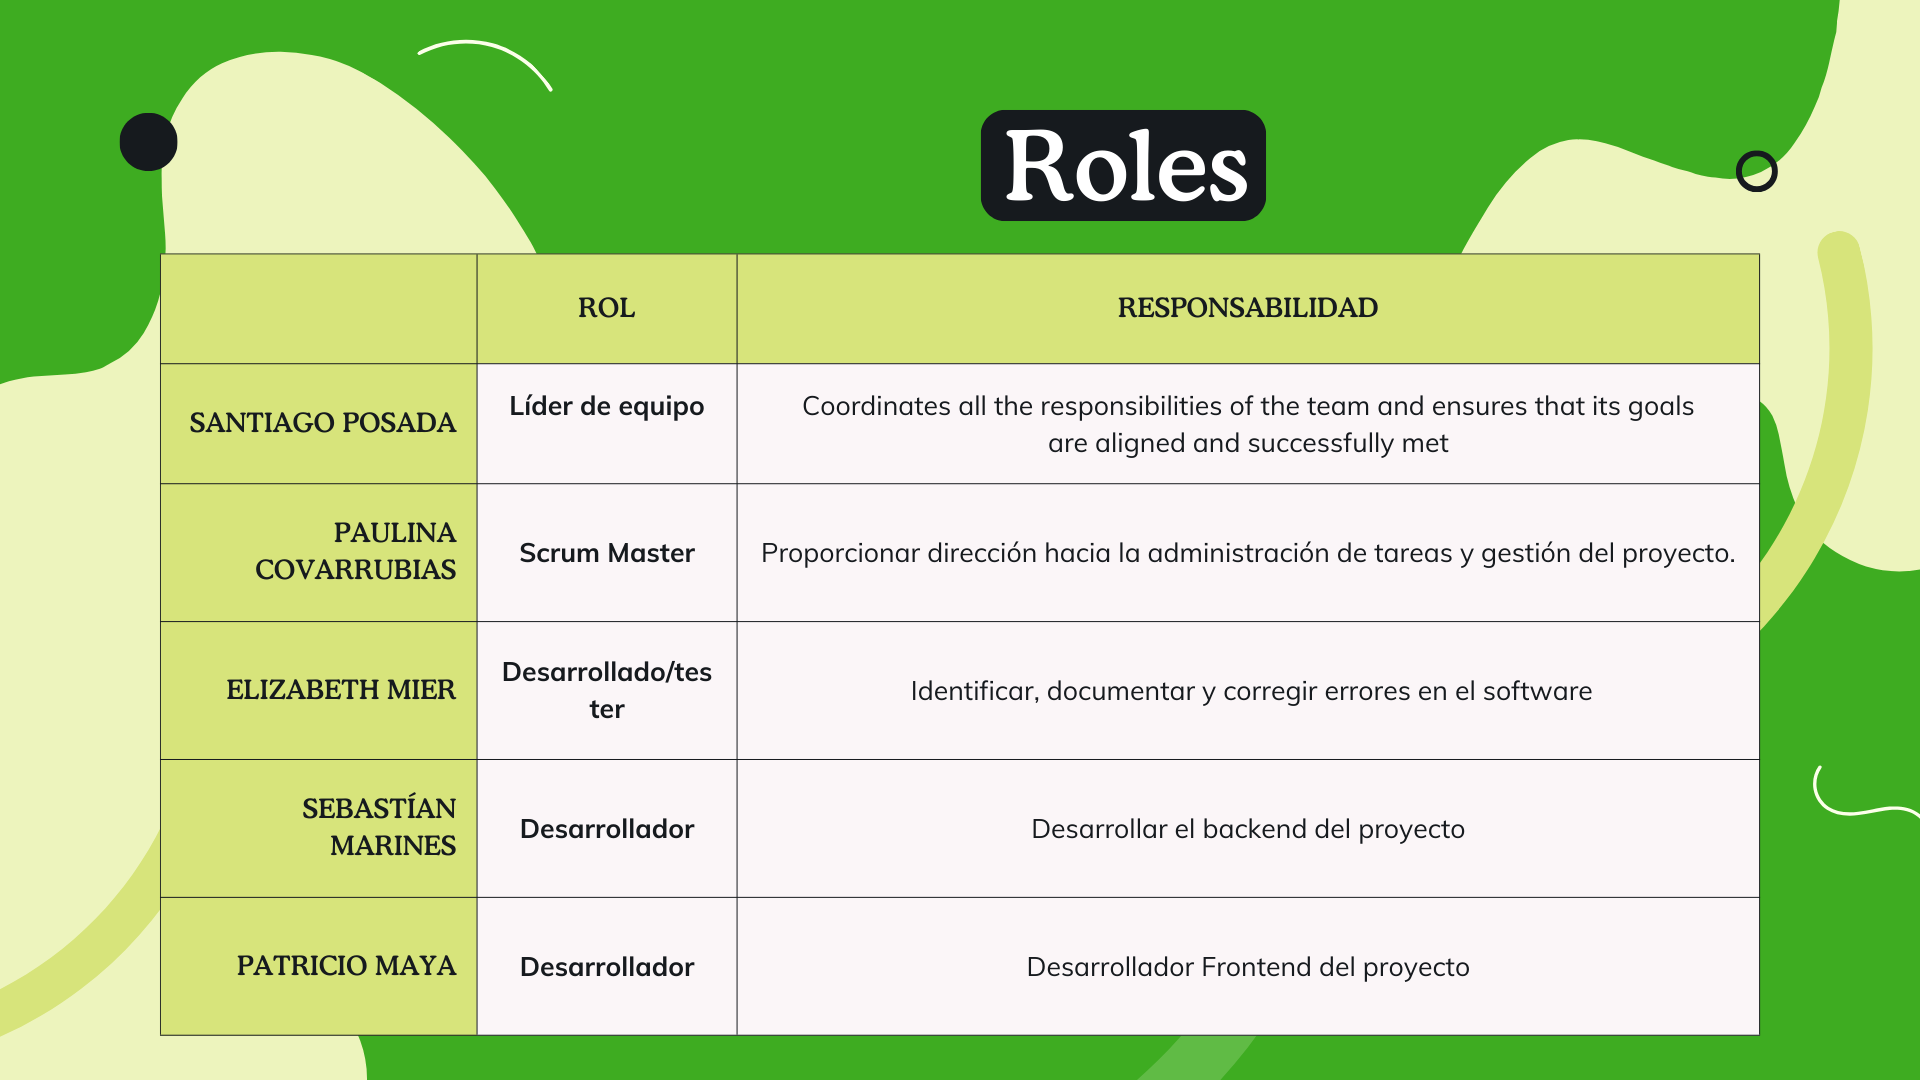 Roles
ROL
RESPONSABILIDAD
SANTIAGO POSADA
Líder de equipo
Coordinates all the responsibilities of the team and ensures that its goals
are aligned and successfully met
PAULINA
COVARRUBIAS
Scrum Master
Proporcionar dirección hacia la administración de tareas y gestión del proyecto.
ELIZABETH MIER
Desarrollado/tes
ter
Identificar, documentar y corregir errores en el software
SEBASTÍAN
MARINES
Desarrollador
Desarrollar el backend del proyecto
PATRICIO MAYA
Desarrollador
Desarrollador Frontend del proyecto